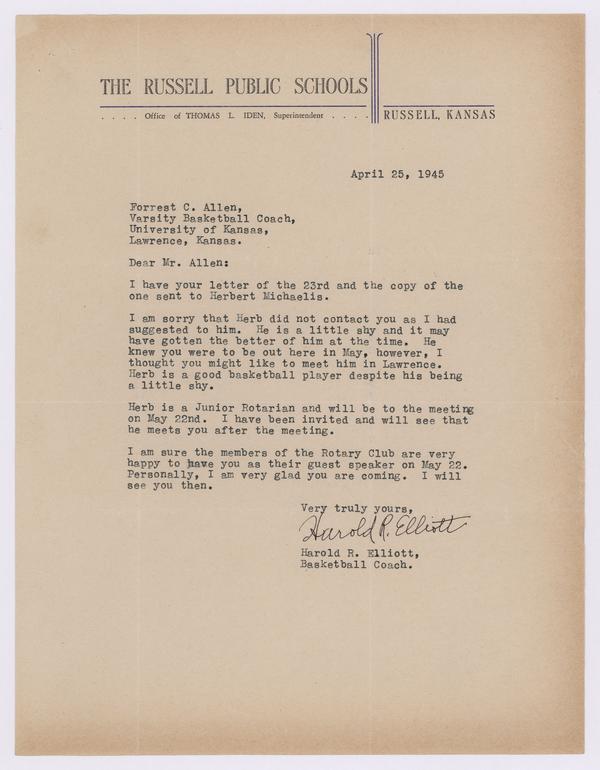 THE RUSSELL PUBLIC SCHOOLS
. . . . Office of THOMAS L. IDEN, Superintendent . . . .
RUSSELL, KANSAS
April 25, 1945
Forrest C. Allen,
Varsity Basketball Coach,
University of Kansas,
Lawrence, Kansas.
Dear Mr. Allen:
I have your letter of the 23rd and the copy of the
one sent to Herbert Michaelis.
I am sorry that Herb did not contact you as I had
suggested to him. He is a little shy and it may
have gotten the better of him at the time. He
knew you were to be out here in May, however, I
thought you might like to meet him in Lawrence.
Herb is a good basketball player despite his being
a little shy.
Herb is a Junior Rotarian and will be to the meeting
on May 22nd. I have been invited and will see that
he meets you after the meeting.
I am sure the members of the Rotary Club are very
happy to have you as their guest speaker on May 22.
Personally, I am very glad you are coming. I will
see you then.
Very truly yours,
Harold R. Elliott
Harold R. Elliott,
Basketball Coach.